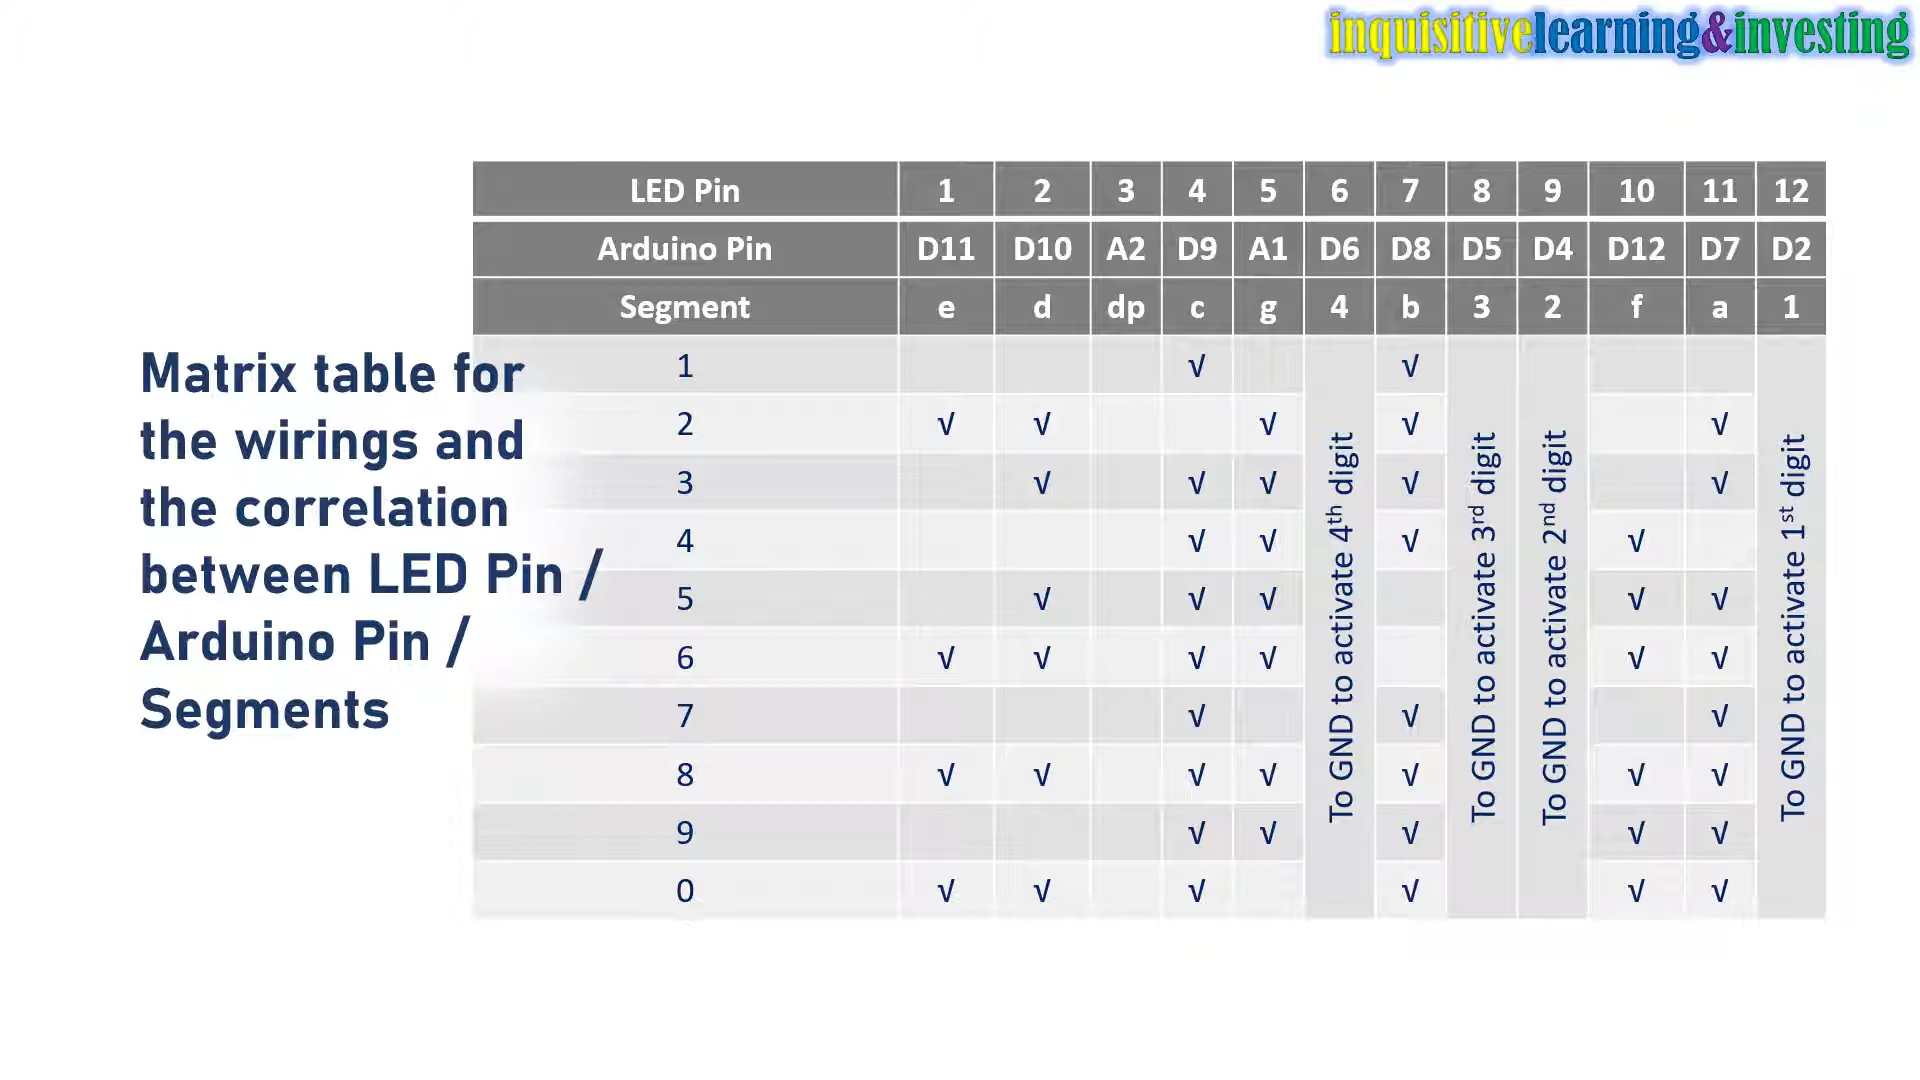 inquisitivelearning&investing
Matrix table for
the wirings and
the correlation
between LED Pin /
Arduino Pin /
Segments
LED Pin 1 2 3 4 5 6 7 8 9 10 11 12
Arduino Pin D11 D10 A2 D9 A1 D6 D8 D5 D4 D12 D7 D2
Segment e d dp c g 4 b 3 2 f a 1
1 √ √
2 √ √ √ √ √
3 √ √ √ √ √
4 √ √ √ √
5 √ √ √ √ √
6 √ √ √ √ √ √
7 √ √ √
8 √ √ √ √ √ √ √
9 √ √ √ √ √
0 √ √ √ √ √ √
To GND to activate 4th digit
To GND to activate 3rd digit
To GND to activate 2nd digit
To GND to activate 1st digit